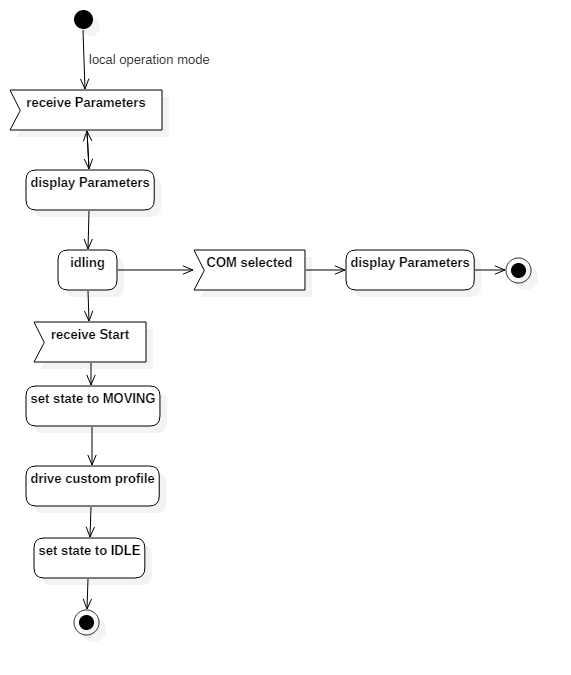 local operation mode
receive Parameters
display Parameters
idling
COM selected
display Parameters
receive Start
set state to MOVING
drive custom profile
set state to IDLE